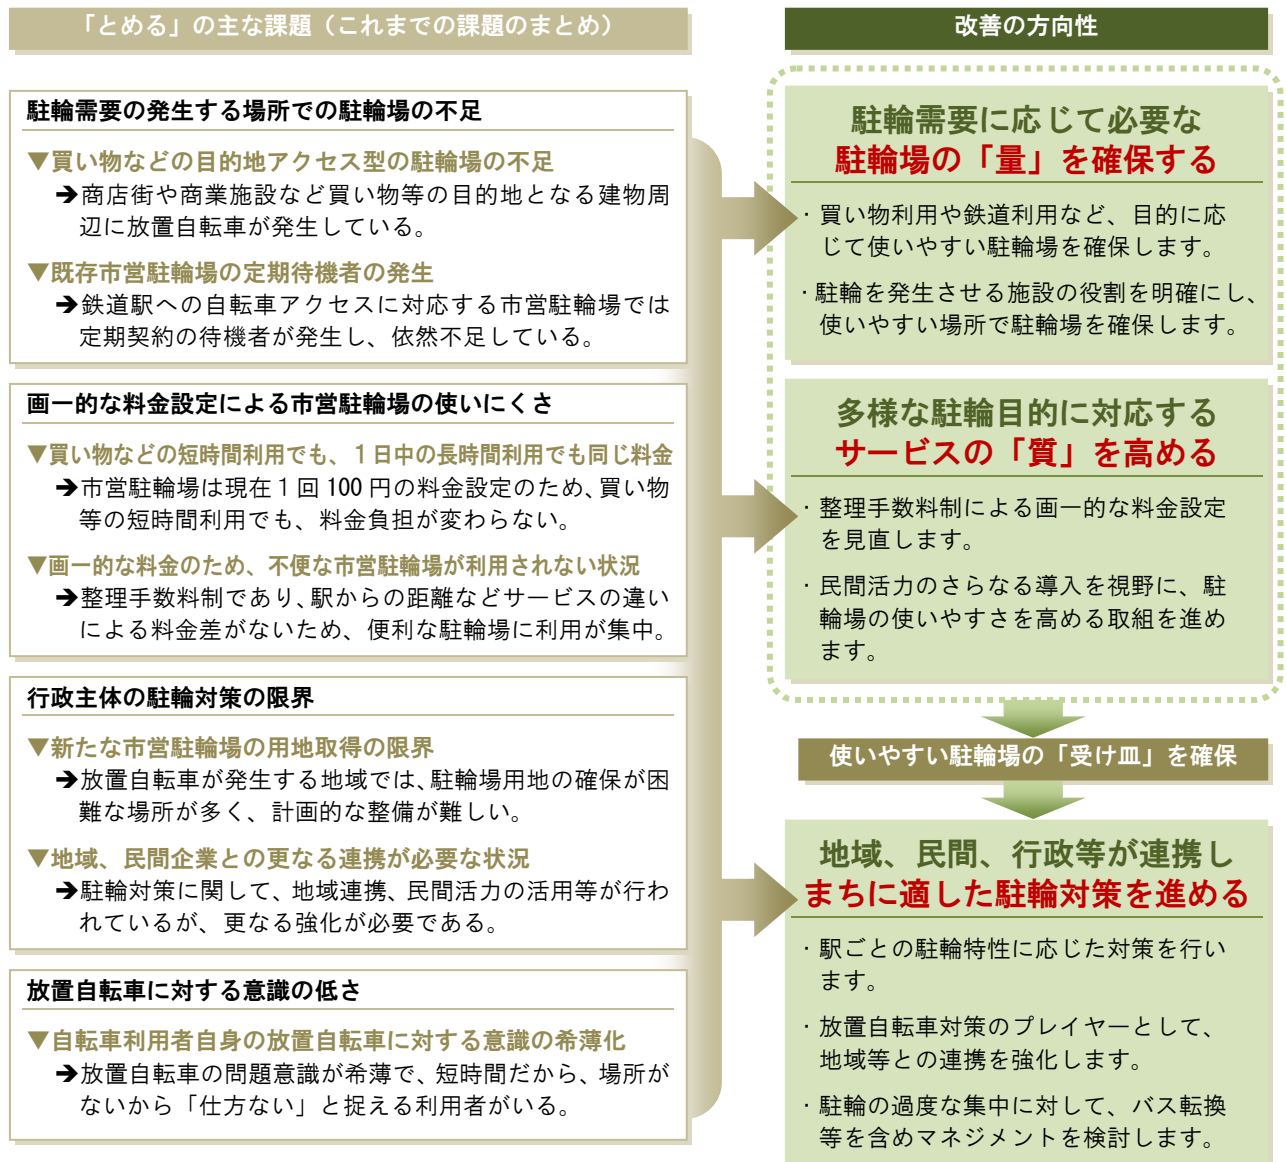 「とめる」の主な課題（これまでの課題のまとめ）
駐輪需要の発生する場所での駐輪場の不足
▼買い物などの目的地アクセス型の駐輪場の不足
➔商店街や商業施設など買い物等の目的地となる建物周
辺に放置自転車が発生している。
▼既存市営駐輪場の定期待機者の発生
➔鉄道駅への自転車アクセスに対応する市営駐輪場では
定期契約の待機者が発生し、依然不足している。
画一的な料金設定による市営駐輪場の使いにくさ
▼買い物などの短時間利用でも、１日中の長時間利用でも同じ料金
➔市営駐輪場は現在１回 100 円の料金設定のため、買い物
等の短時間利用でも、料金負担が変わらない。
▼画一的な料金のため、不便な市営駐輪場が利用されない状況
➔整理手数料制であり、駅からの距離などサービスの違い
による料金差がないため、便利な駐輪場に利用が集中。
行政主体の駐輪対策の限界
▼新たな市営駐輪場の用地取得の限界
➔放置自転車が発生する地域では、駐輪場用地の確保が困
難な場所が多く、計画的な整備が難しい。
▼地域、民間企業との更なる連携が必要な状況
➔駐輪対策に関して、地域連携、民間活力の活用等が行わ
れているが、更なる強化が必要である。
放置自転車に対する意識の低さ
▼自転車利用者自身の放置自転車に対する意識の希薄化
➔放置自転車の問題意識が希薄で、短時間だから、場所が
ないから「仕方ない」と捉える利用者がいる。
改善の方向性
駐輪需要に応じて必要な
駐輪場の「量」を確保する
・買い物利用や鉄道利用など、目的に応
じて使いやすい駐輪場を確保します。
・駐輪を発生させる施設の役割を明確にし、
使いやすい場所で駐輪場を確保します。
多様な駐輪目的に対応する
サービスの「質」を高める
・整理手数料制による画一的な料金設定
を見直します。
・民間活力のさらなる導入を視野に、駐
輪場の使いやすさを高める取組を進め
ます。
使いやすい駐輪場の「受け皿」を確保
地域、民間、行政等が連携し
まちに適した駐輪対策を進める
・駅ごとの駐輪特性に応じた対策を行い
ます。
・放置自転車対策のプレイヤーとして、
地域等との連携を強化します。
・駐輪の過度な集中に対して、バス転換
等を含めマネジメントを検討します。